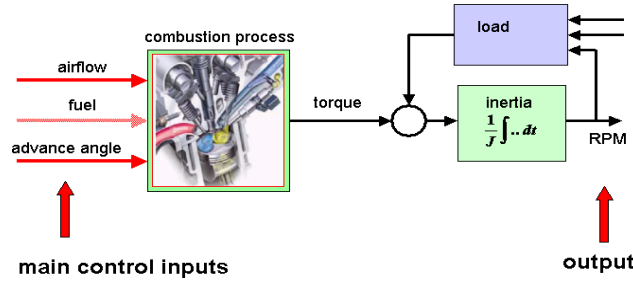 combustion process
load
airflow
fuel
advance angle
torque
inertia
1/J ∫.. dt
RPM
main control inputs
output